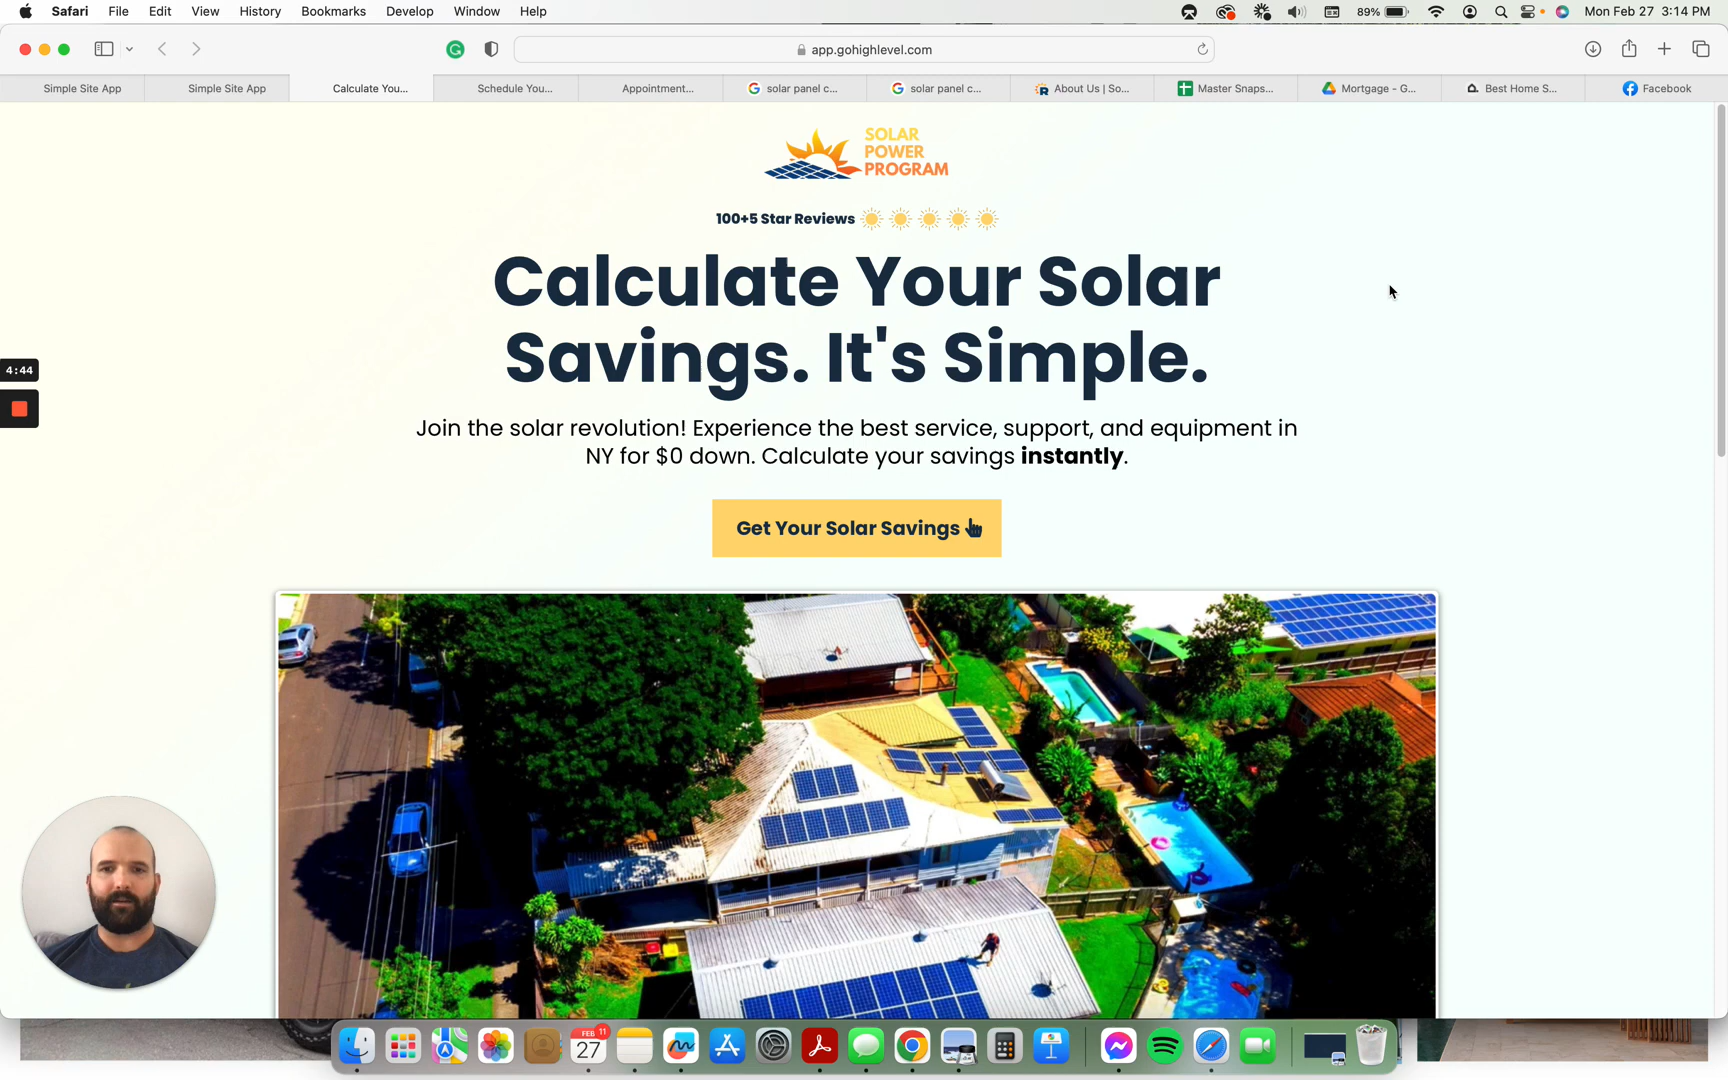 Safari File Edit View History Bookmarks Develop Window Help 89% Mon Feb 27 3:14 PM
app.gohighlevel.com
Simple Site App Simple Site App Calculate You... Schedule You... Appointment... solar panel c... solar panel c... About Us | So... Master Snaps... Mortgage - G... Best Home S... Facebook
SOLAR
POWER
PROGRAM
100+5 Star Reviews
Calculate Your Solar
Savings. It's Simple.
4:44
Join the solar revolution! Experience the best service, support, and equipment in
NY for $0 down. Calculate your savings instantly.
Get Your Solar Savings
FEB 11
27